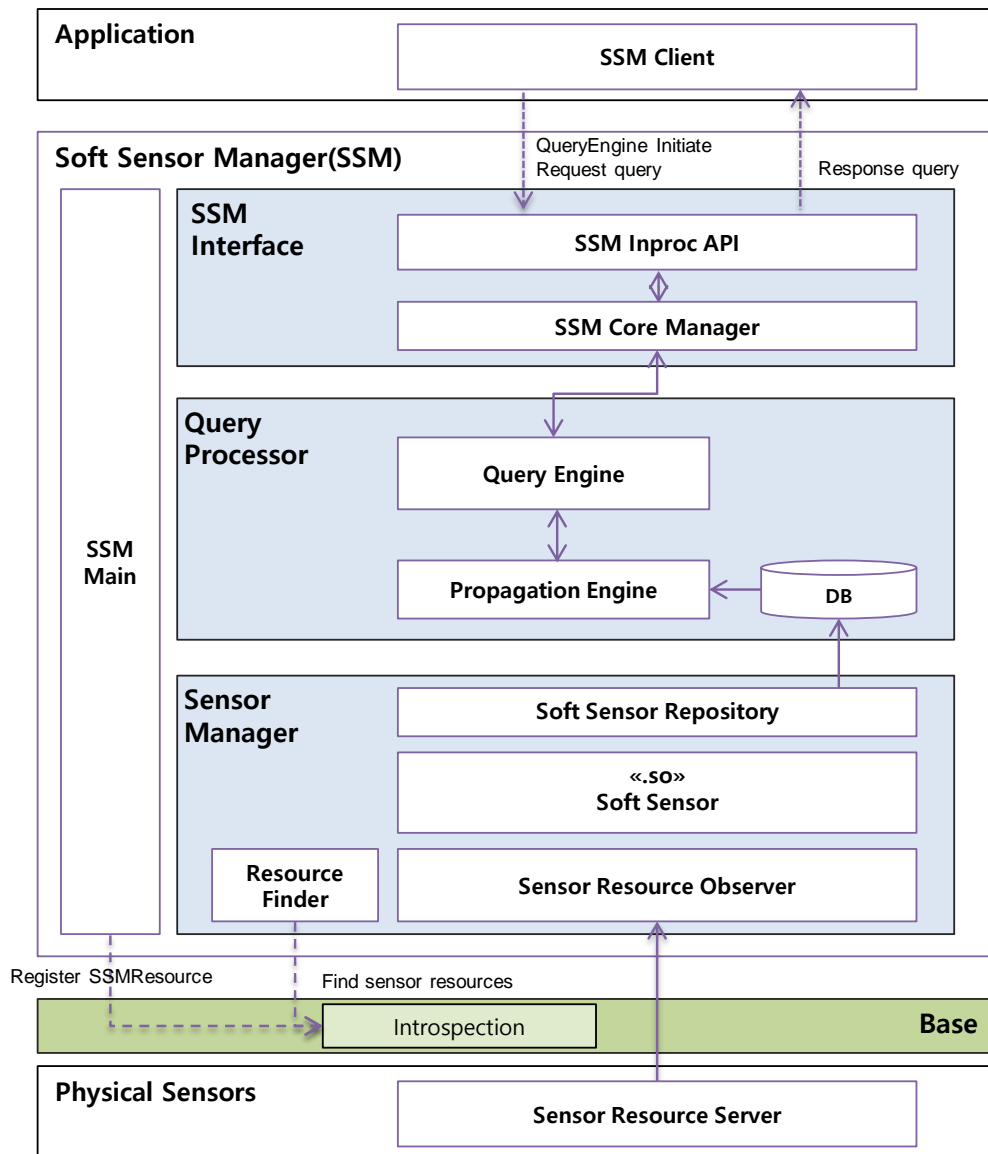 Application
SSM Client
QueryEngine Initiate
Request query
Response query
Soft Sensor Manager(SSM)
SSM
Interface
SSM Inproc API
SSM Core Manager
Query
Processor
Query Engine
SSM
Main
Propagation Engine
DB
Sensor
Manager
Soft Sensor Repository
«.so»
Soft Sensor
Resource
Finder
Sensor Resource Observer
Register SSMResource
Find sensor resources
Introspection
Base
Physical Sensors
Sensor Resource Server